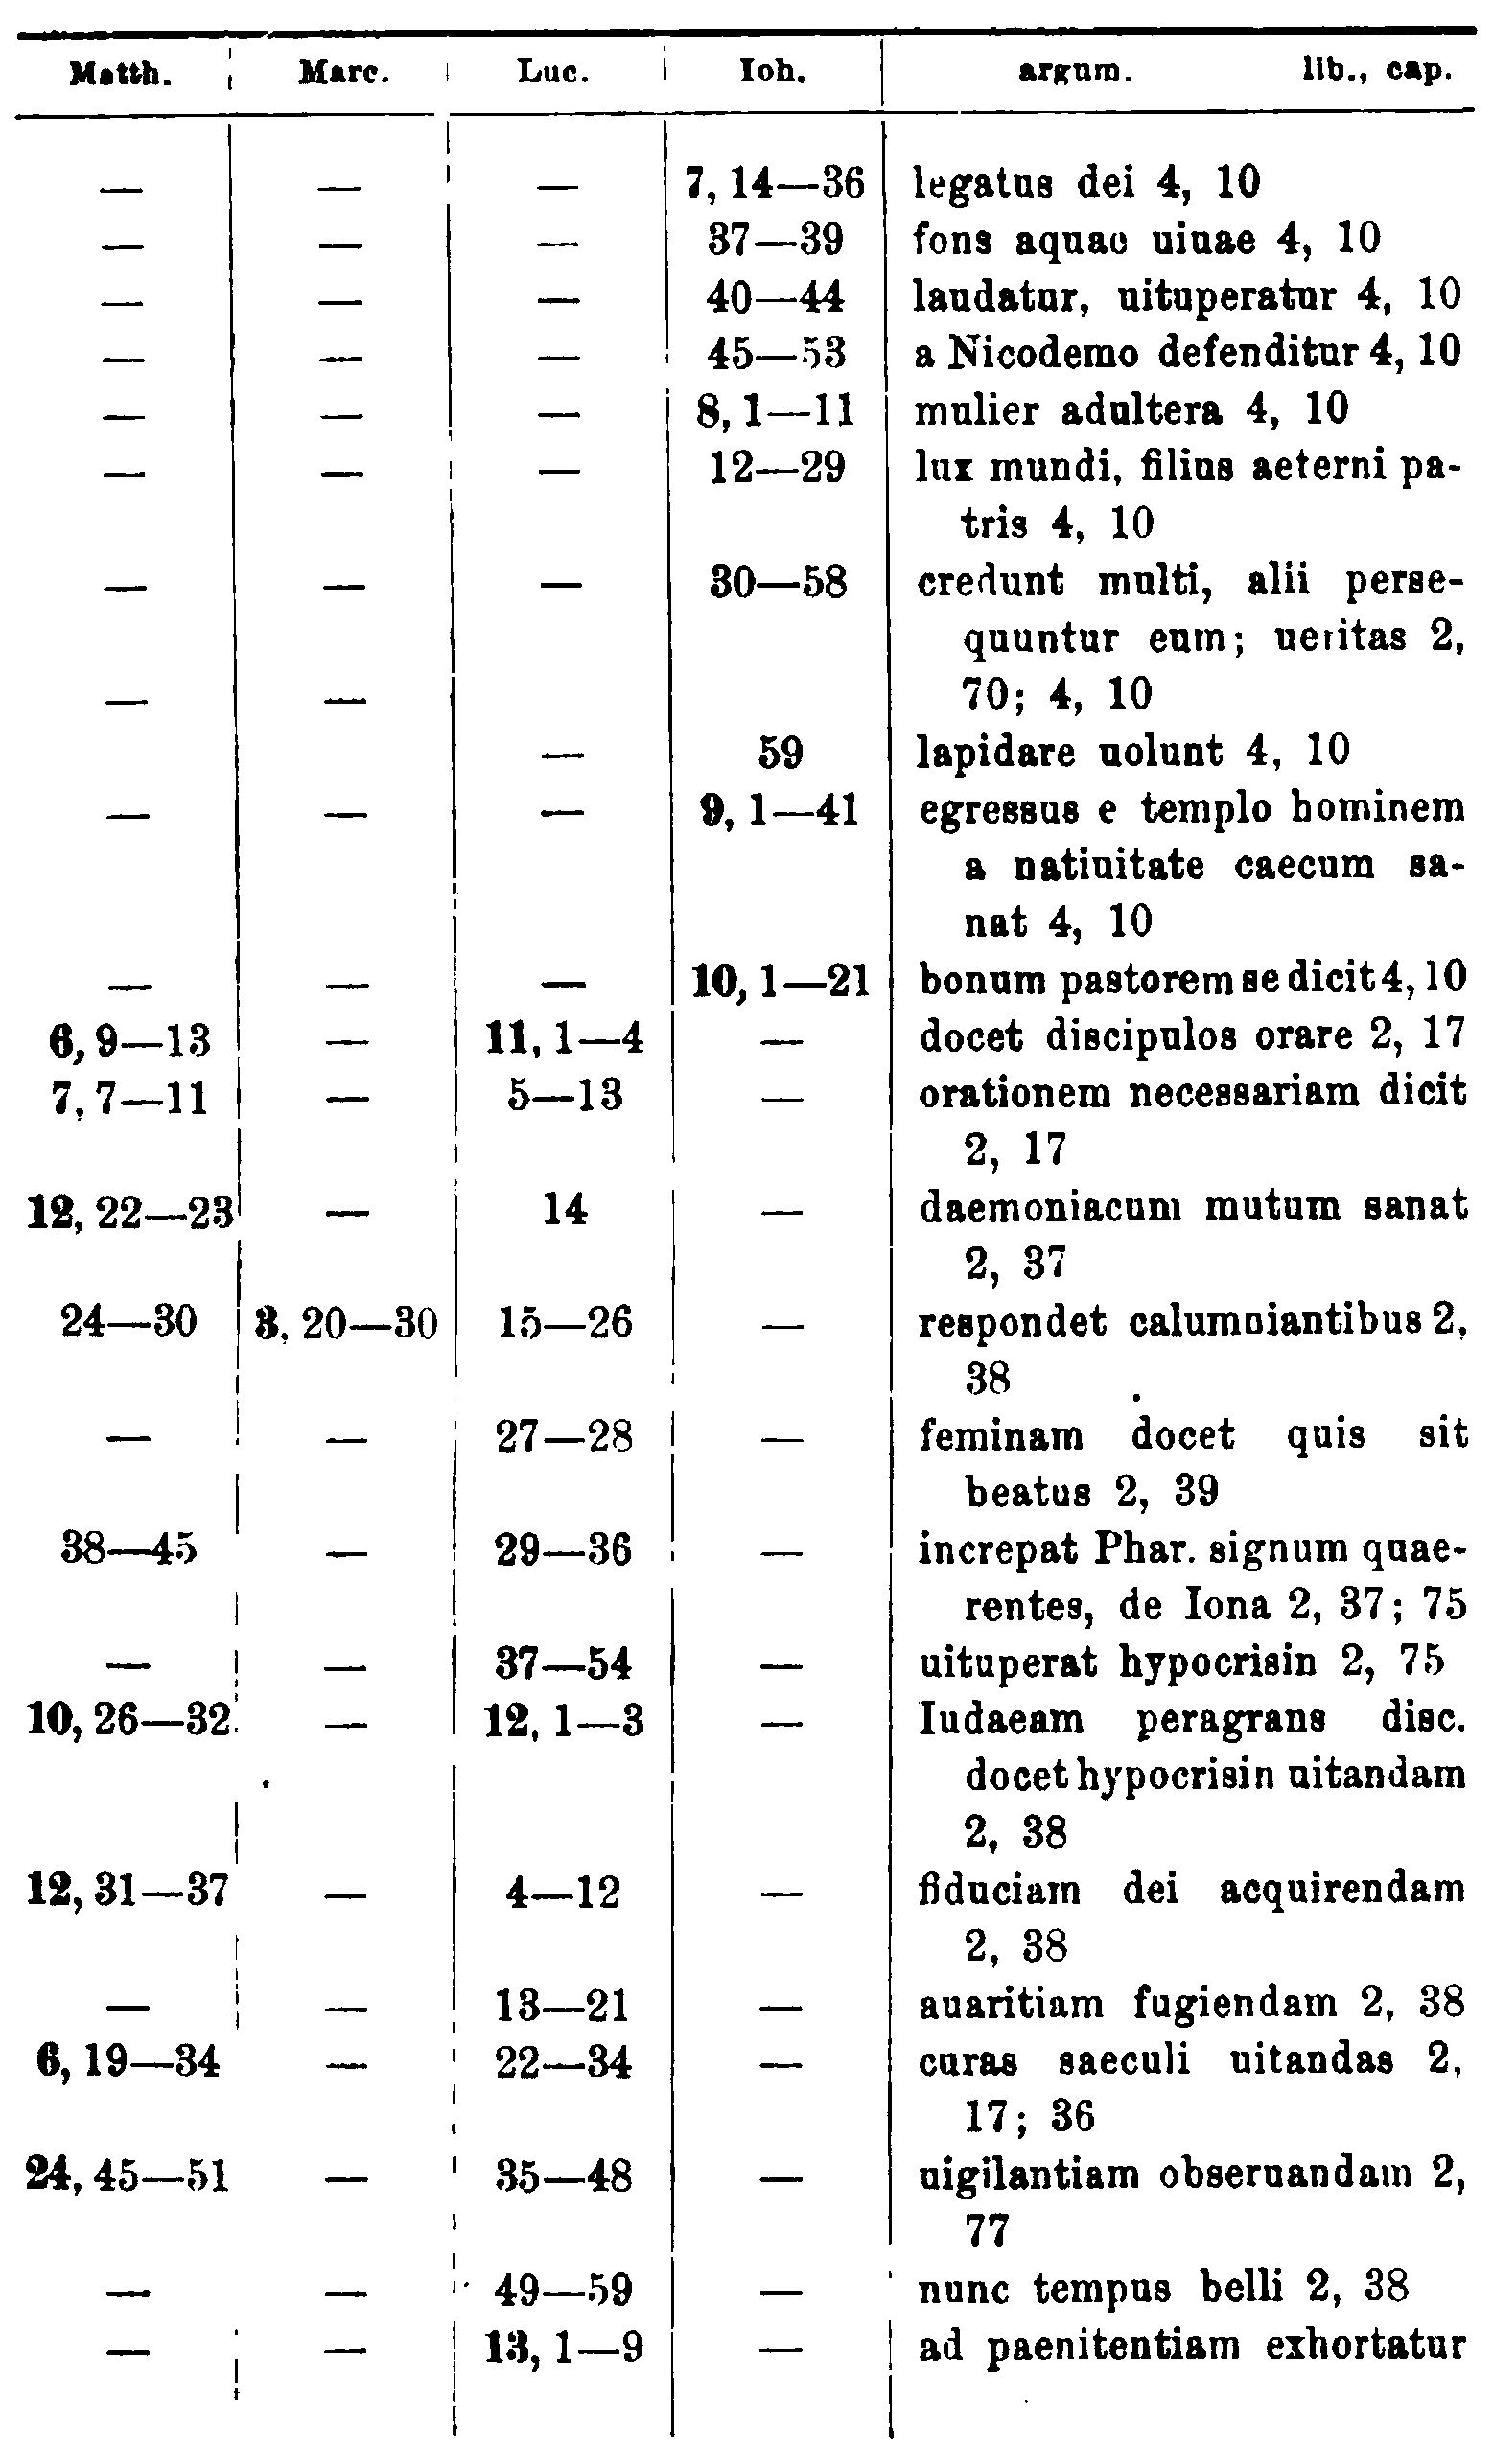 Matth. Marc. Luc. Ioh. argum. lib., cap.
— — — 7, 14—36 legatus dei 4, 10
— — — 37—39 fons aquae uiuae 4, 10
— — — 40—44 laudatur, uituperatur 4, 10
— — — 45—53 a Nicodemo defenditur 4, 10
— — — 8, 1—11 mulier adultera 4, 10
— — — 12—29 lux mundi, filius aeterni pa-
tris 4, 10
— — — 30—58 credunt multi, alii perse-
quuntur eum; ueritas 2,
— — 70; 4, 10
— 59 lapidare uolunt 4, 10
— — — 9, 1—41 egressus e templo hominem
a natiuitate caecum sa-
nat 4, 10
— — — 10, 1—21 bonum pastorem se dicit 4, 10
6, 9—13 — 11, 1—4 — docet discipulos orare 2, 17
7, 7—11 — 5—13 — orationem necessariam dicit
2, 17
12, 22—23 — 14 — daemoniacum mutum sanat
2, 37
24—30 3, 20—30 15—26 — respondet calumniantibus 2,
38
— — 27—28 — feminam docet quis sit
beatus 2, 39
38—45 — 29—36 — increpat Phar. signum quae-
rentes, de Iona 2, 37; 75
— — 37—54 — uituperat hypocrisin 2, 75
10, 26—32 — 12, 1—3 — Iudaeam peragrans disc.
docet hypocrisin uitandam
2, 38
12, 31—37 — 4—12 — fiduciam dei acquirendam
2, 38
— — 13—21 — auaritiam fugiendam 2, 38
6, 19—34 — 22—34 — curas saeculi uitandas 2,
17; 36
24, 45—51 — 35—48 — uigilantiam obseruandam 2,
77
— — 49—59 — nunc tempus belli 2, 38
— — 13, 1—9 — ad paenitentiam exhortatur